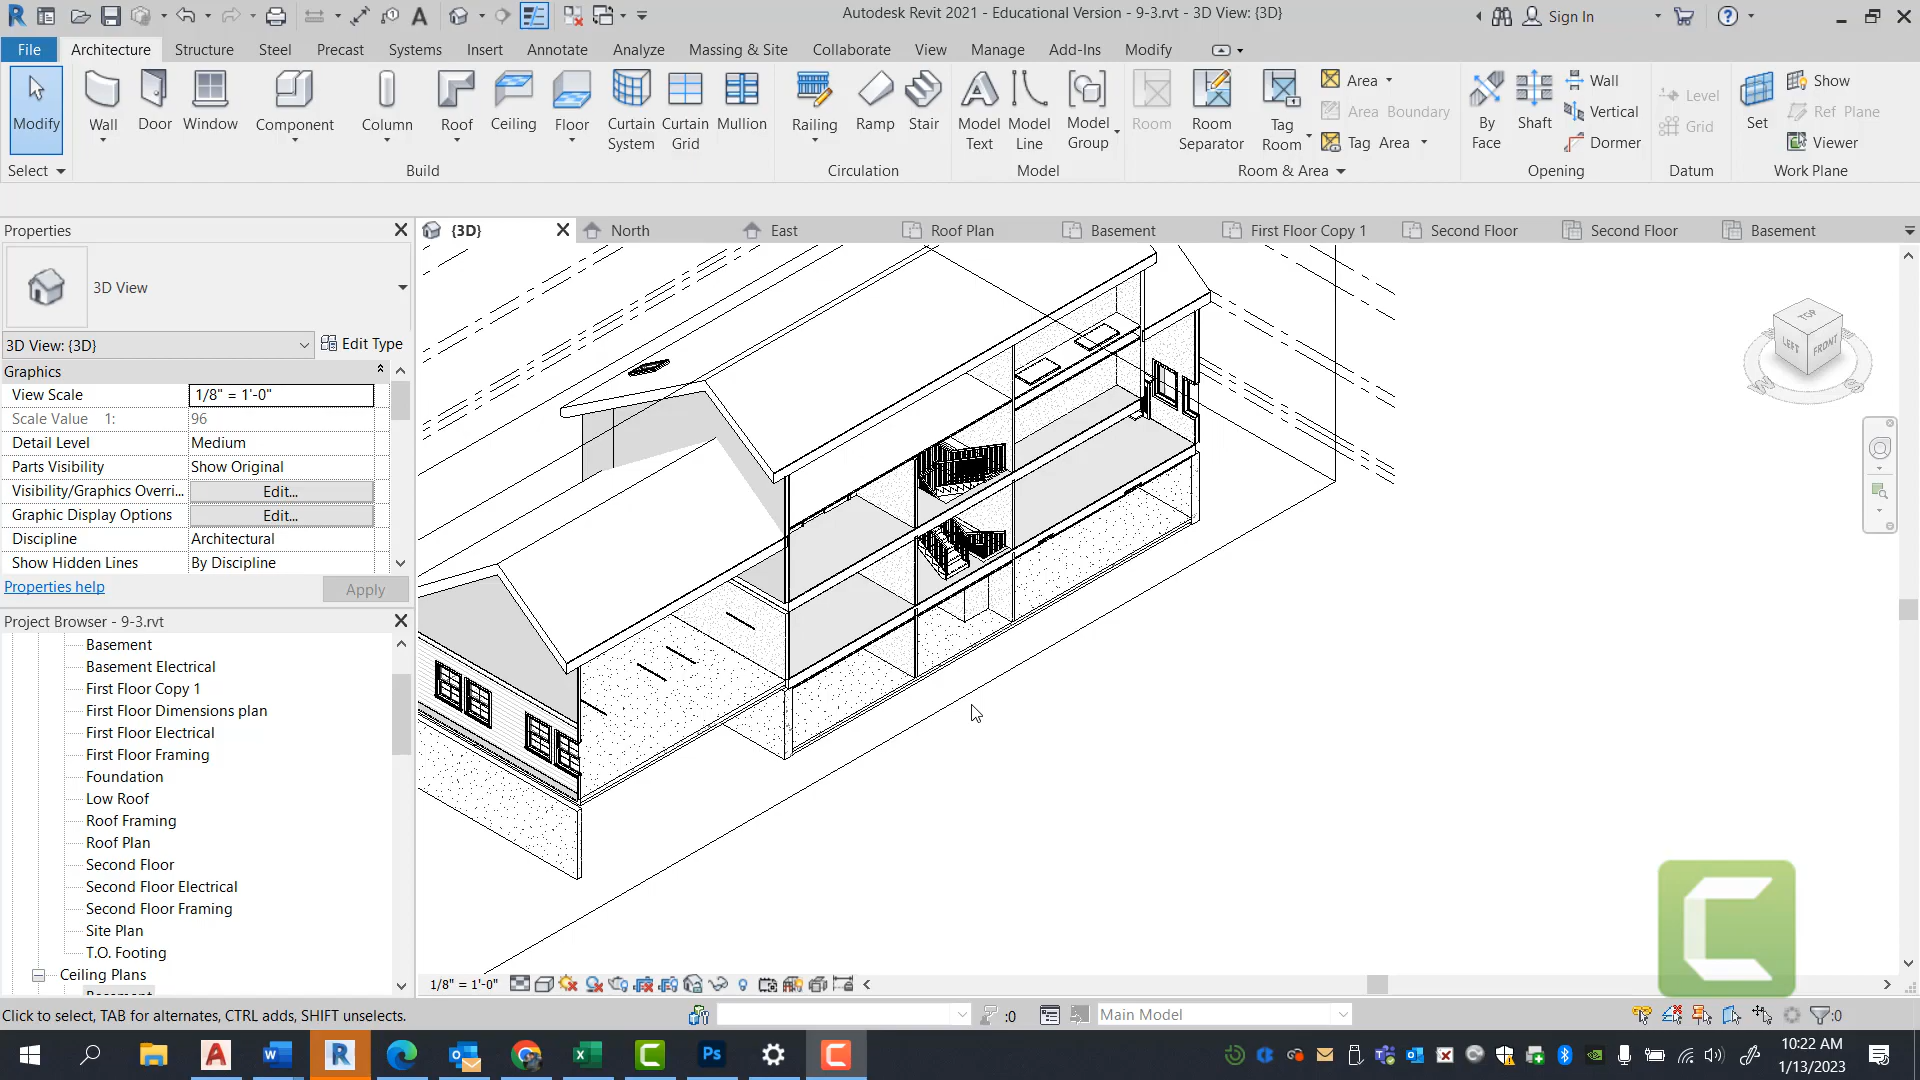 Autodesk Revit 2021 - Educational Version - 9-3.rvt - 3D View: {3D}
Sign In
File Architecture Structure Steel Precast Systems Insert Annotate Analyze Massing & Site Collaborate View Manage Add-Ins Modify
Modify
Wall
Door
Window
Component
Column
Roof
Ceiling
Floor
Curtain System
Curtain Grid
Mullion
Railing
Ramp
Stair
Model Text
Model Line
Model Group
Room
Room Separator
Tag Room
Area
Area Boundary
Tag Area
By Face
Shaft
Wall
Vertical
Dormer
Level
Grid
Set
Show
Ref Plane
Viewer
Select Build Circulation Model Room & Area Opening Datum Work Plane
Properties
{3D} North East Roof Plan Basement First Floor Copy 1 Second Floor Second Floor Basement
3D View
3D View: {3D} Edit Type
Graphics
View Scale 1/8" = 1'-0"
Scale Value 1: 96
Detail Level Medium
Parts Visibility Show Original
Visibility/Graphics Overri... Edit...
Graphic Display Options Edit...
Discipline Architectural
Show Hidden Lines By Discipline
Properties help Apply
TOP
LEFT
FRONT
W
S
Project Browser - 9-3.rvt
Basement
Basement Electrical
First Floor Copy 1
First Floor Dimensions plan
First Floor Electrical
First Floor Framing
Foundation
Low Roof
Roof Framing
Roof Plan
Second Floor
Second Floor Electrical
Second Floor Framing
Site Plan
T.O. Footing
Ceiling Plans
1/8" = 1'-0"
Click to select, TAB for alternates, CTRL adds, SHIFT unselects.
:0
Main Model
:0
10:22 AM
1/13/2023